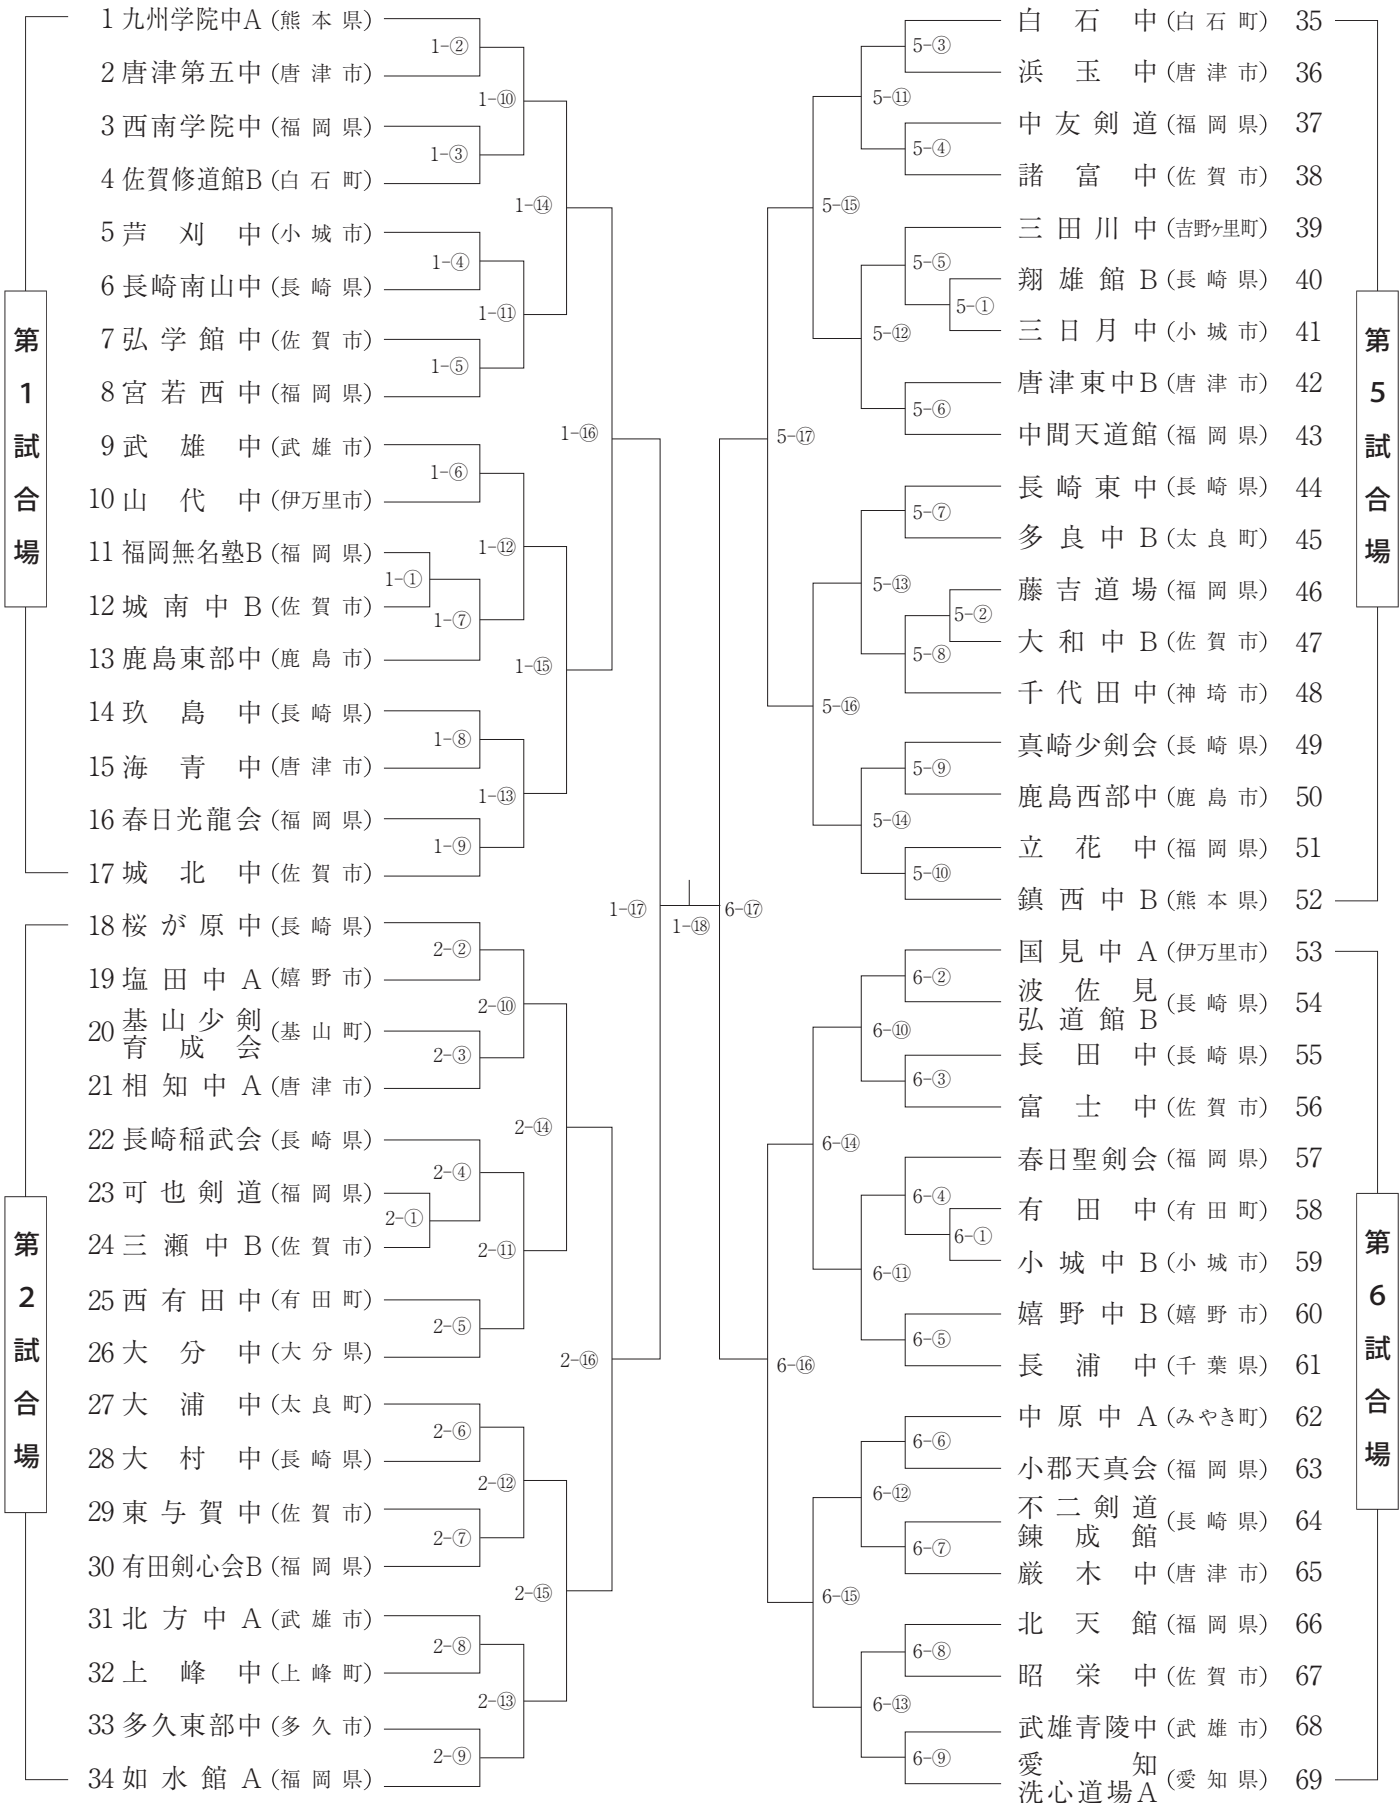 第1試合場
1 九州学院中A (熊本県)
2 唐津第五中 (唐津市)
3 西南学院中 (福岡県)
4 佐賀修道館B (白石町)
5 芦刈中 (小城市)
6 長崎南山中 (長崎県)
7 弘学館中 (佐賀市)
8 宮若西中 (福岡県)
9 武雄中 (武雄市)
10 山代中 (伊万里市)
11 福岡無名塾B (福岡県)
12 城南中B (佐賀市)
13 鹿島東部中 (鹿島市)
14 玖島中 (長崎県)
15 海青中 (唐津市)
16 春日光龍会 (福岡県)
17 城北中 (佐賀市)
1-①
1-②
1-③
1-④
1-⑤
1-⑥
1-⑦
1-⑧
1-⑨
1-⑩
1-⑪
1-⑫
1-⑬
1-⑭
1-⑮
1-⑯
1-⑰
1-⑱
第2試合場
18 桜が原中 (長崎県)
19 塩田中A (嬉野市)
20 基山少剣
育成会 (基山町)
21 相知中A (唐津市)
22 長崎稲武会 (長崎県)
23 可也剣道 (福岡県)
24 三瀬中B (佐賀市)
25 西有田中 (有田町)
26 大分中 (大分県)
27 大浦中 (太良町)
28 大村中 (長崎県)
29 東与賀中 (佐賀市)
30 有田剣心会B (福岡県)
31 北方中A (武雄市)
32 上峰中 (上峰町)
33 多久東部中 (多久市)
34 如水館A (福岡県)
2-①
2-②
2-③
2-④
2-⑤
2-⑥
2-⑦
2-⑧
2-⑨
2-⑩
2-⑪
2-⑫
2-⑬
2-⑭
2-⑮
2-⑯
第5試合場
白石中 (白石町) 35
浜玉中 (唐津市) 36
中友剣道 (福岡県) 37
諸富中 (佐賀市) 38
三田川中 (吉野ヶ里町) 39
翔雄館B (長崎県) 40
三日月中 (小城市) 41
唐津東中B (唐津市) 42
中間天道館 (福岡県) 43
長崎東中 (長崎県) 44
多良中B (太良町) 45
藤吉道場 (福岡県) 46
大和中B (佐賀市) 47
千代田中 (神埼市) 48
真崎少剣会 (長崎県) 49
鹿島西部中 (鹿島市) 50
立花中 (福岡県) 51
鎮西中B (熊本県) 52
5-①
5-②
5-③
5-④
5-⑤
5-⑥
5-⑦
5-⑧
5-⑨
5-⑩
5-⑪
5-⑫
5-⑬
5-⑭
5-⑮
5-⑯
5-⑰
第6試合場
国見中A (伊万里市) 53
波佐見
弘道館B (長崎県) 54
長田中 (長崎県) 55
富士中 (佐賀市) 56
春日聖剣会 (福岡県) 57
有田中 (有田町) 58
小城中B (小城市) 59
嬉野中B (嬉野市) 60
長浦中 (千葉県) 61
中原中A (みやき町) 62
小郡天真会 (福岡県) 63
不二剣道
錬成館 (長崎県) 64
厳木中 (唐津市) 65
北天館 (福岡県) 66
昭栄中 (佐賀市) 67
武雄青陵中 (武雄市) 68
愛知
洗心道場A (愛知県) 69
6-①
6-②
6-③
6-④
6-⑤
6-⑥
6-⑦
6-⑧
6-⑨
6-⑩
6-⑪
6-⑫
6-⑬
6-⑭
6-⑮
6-⑯
6-⑰